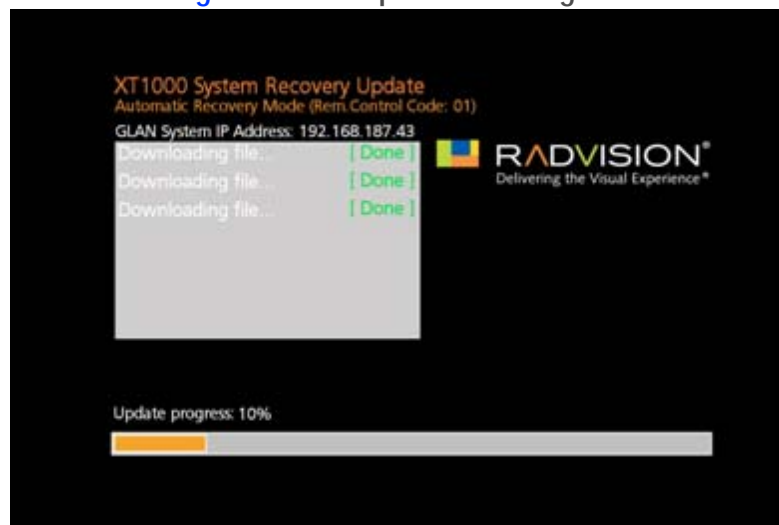 XT1000 System Recovery Update
Automatic Recovery Mode (Rem.Control Code: 01)
GLAN System IP Address: 192.168.187.43
Downloading file... [ Done ]
Downloading file... [ Done ]
Downloading file... [ Done ]
RADVISION®
Delivering the Visual Experience®
Update progress: 10%